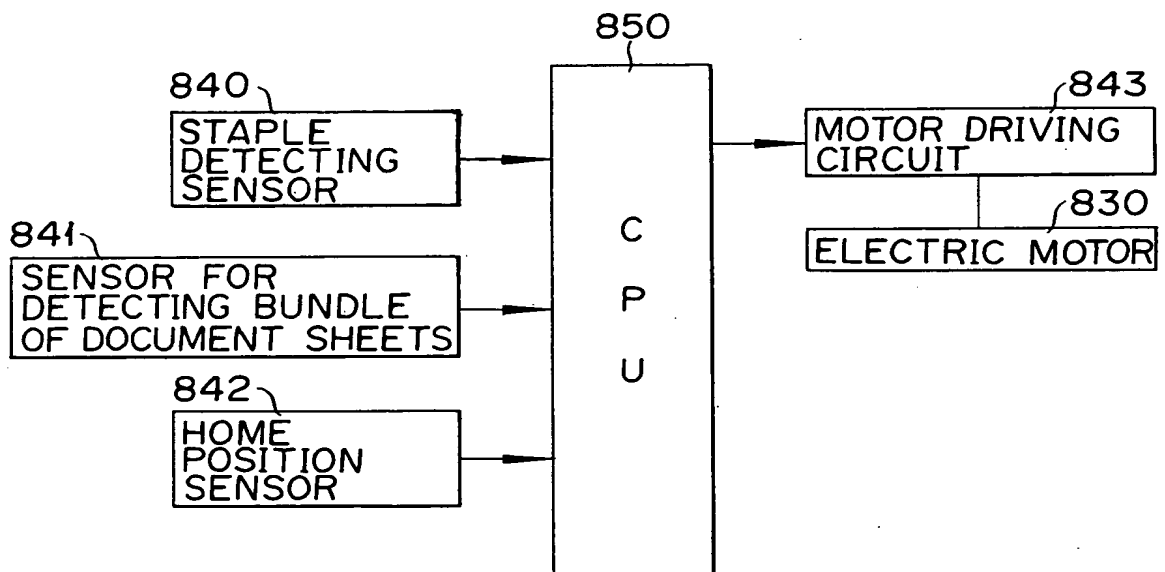 850
840
STAPLE
DETECTING
SENSOR
841
SENSOR FOR
DETECTING BUNDLE
OF DOCUMENT SHEETS
842
HOME
POSITION
SENSOR
C
P
U
843
MOTOR DRIVING
CIRCUIT
830
ELECTRIC MOTOR